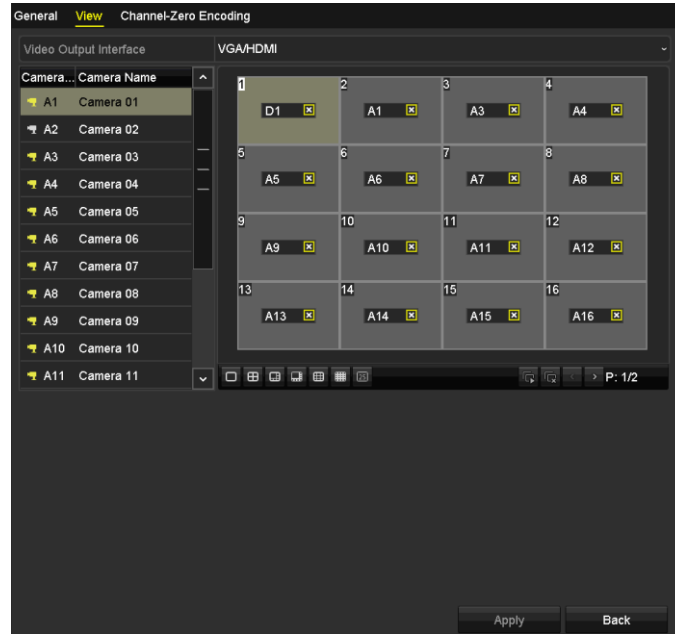 General View Channel-Zero Encoding
Video Output Interface VGA/HDMI
Camera... Camera Name
A1 Camera 01
A2 Camera 02
A3 Camera 03
A4 Camera 04
A5 Camera 05
A6 Camera 06
A7 Camera 07
A8 Camera 08
A9 Camera 09
A10 Camera 10
A11 Camera 11
1 2 3 4
D1 A1 A3 A4
5 6 7 8
A5 A6 A7 A8
9 10 11 12
A9 A10 A11 A12
13 14 15 16
A13 A14 A15 A16
P: 1/2
Apply Back